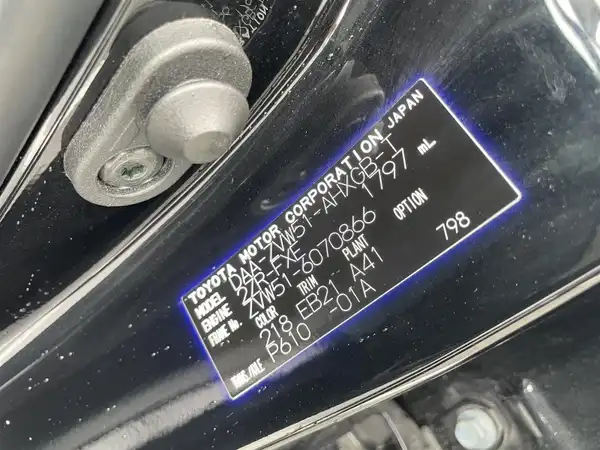 TOYOTA MOTOR CORPORATION JAPAN
MODEL DAA-ZVW51-AHXGB-T
ENGINE 2ZR-FXE 1797 mL
FRAME No. ZVW51-6070866
COLOR TRIM PLANT OPTION
218 EB21 A41 798
TRANS./AXLE P610 -01A